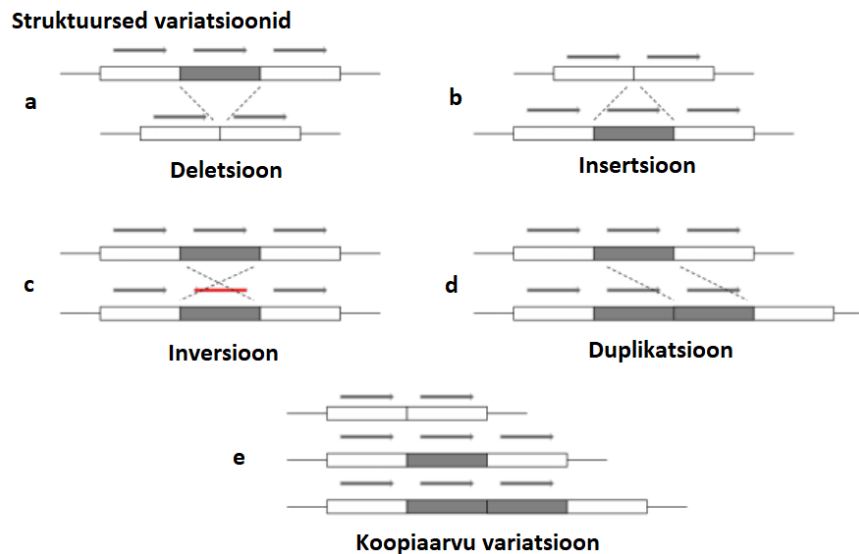 Struktuursed variatsioonid
a
Deletsioon
b
Insertsioon
c
Inversioon
d
Duplikatsioon
e
Koopiaarvu variatsioon